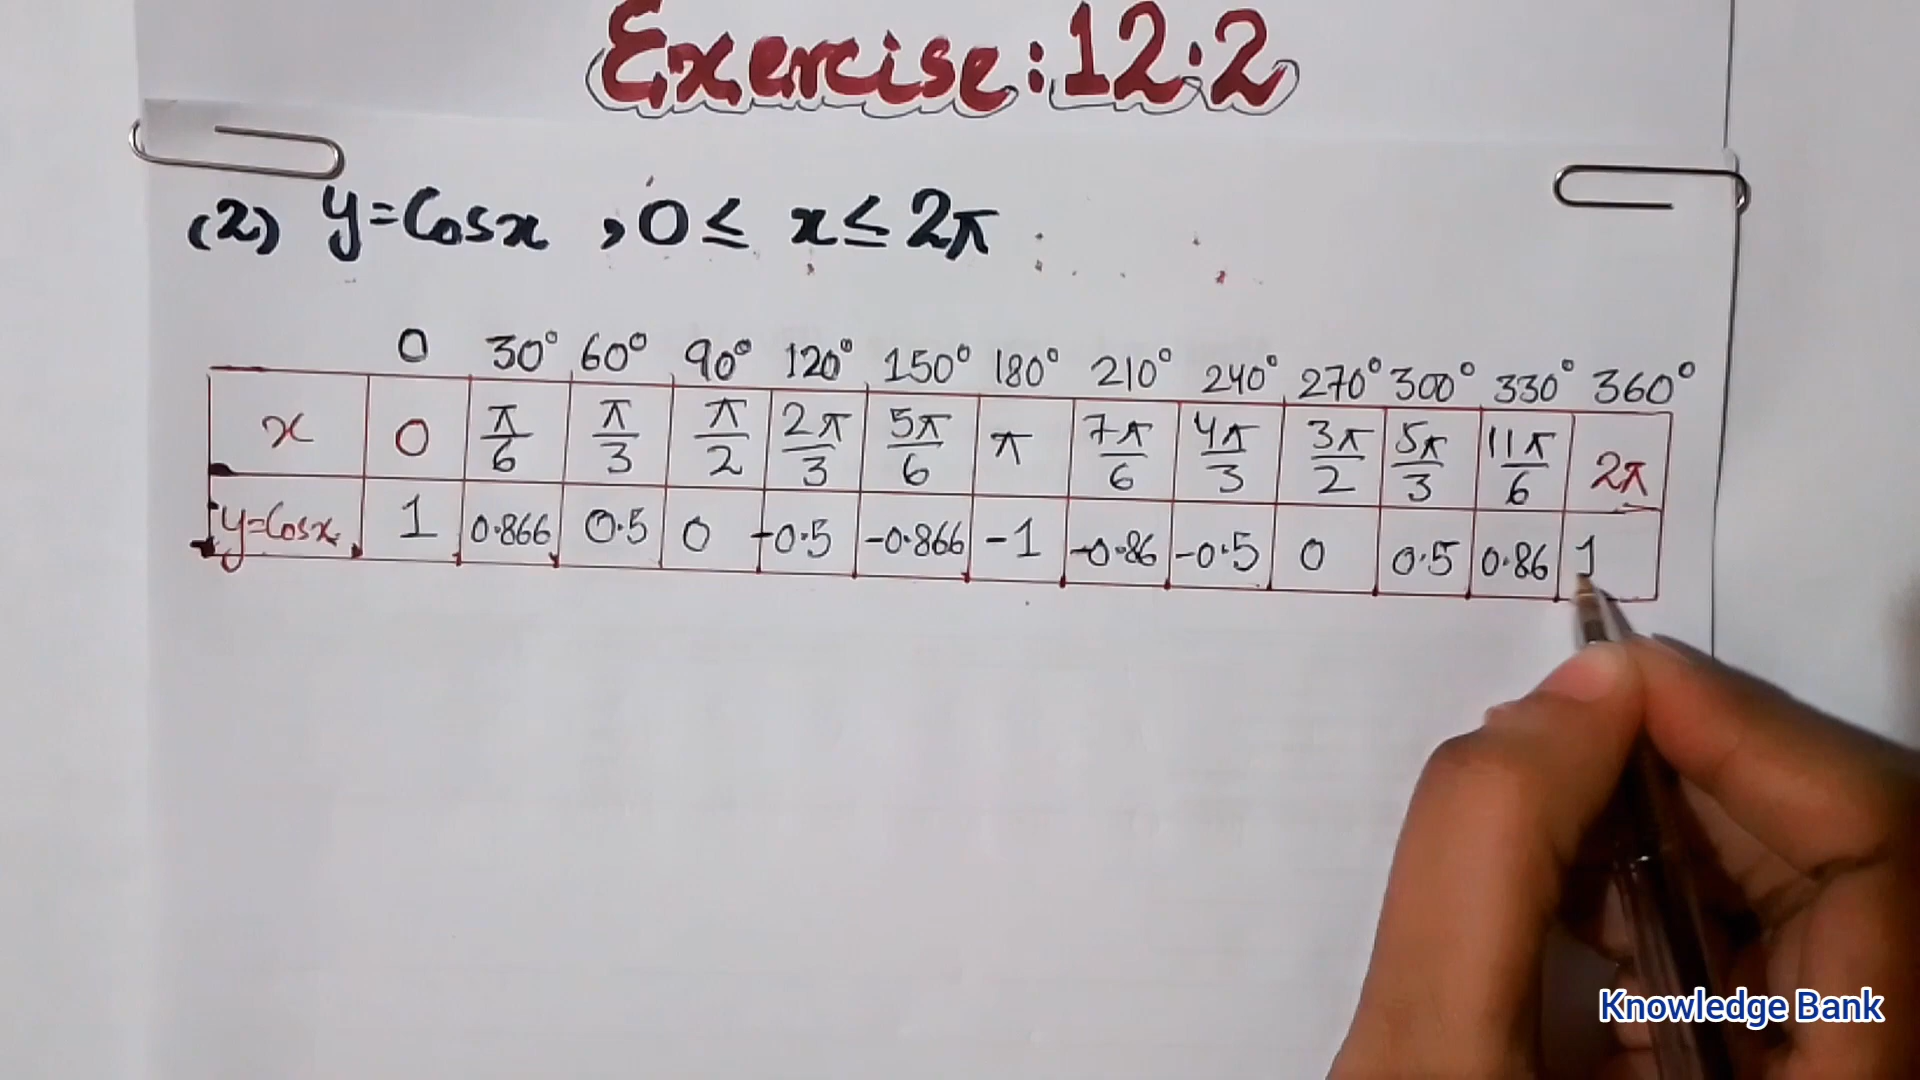 Exercise:12.2
(2) y=Cosx , 0 ≤ x ≤ 2π
0 30° 60° 90° 120° 150° 180° 210° 240° 270° 300° 330° 360°
x 0 π/6 π/3 π/2 2π/3 5π/6 π 7π/6 4π/3 3π/2 5π/3 11π/6 2π
y=Cosx 1 0.866 0.5 0 -0.5 -0.866 -1 -0.86 -0.5 0 0.5 0.86 1
Knowledge Bank